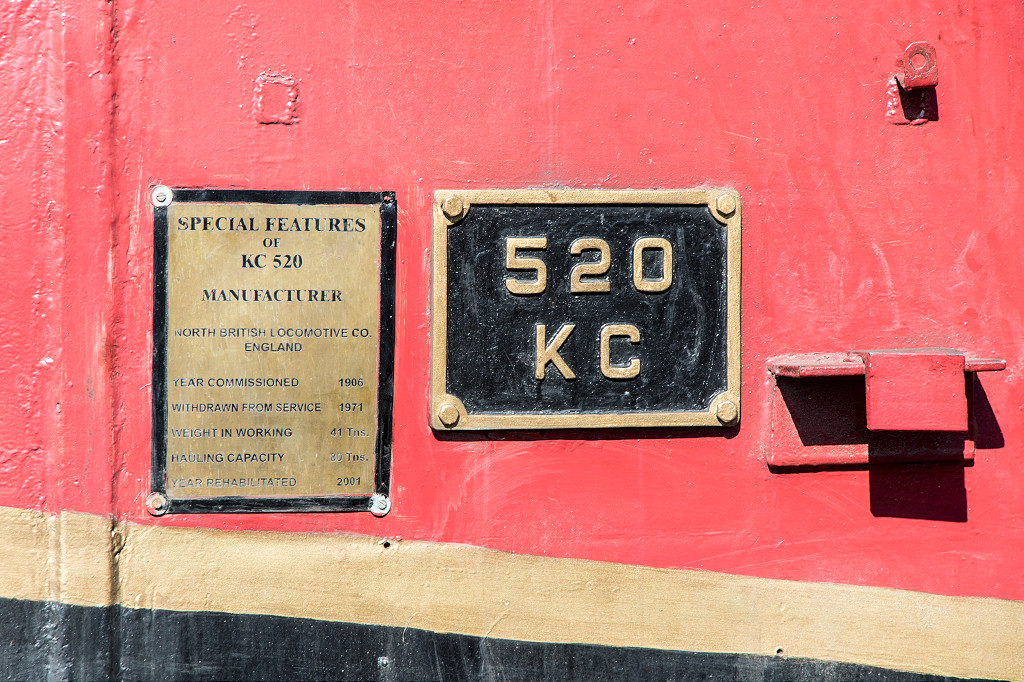 SPECIAL FEATURES
OF
KC 520
MANUFACTURER
NORTH BRITISH LOCOMOTIVE CO.
ENGLAND
YEAR COMMISSIONED 1906
WITHDRAWN FROM SERVICE 1971
WEIGHT IN WORKING 41 Tns.
HAULING CAPACITY 80 Tns.
YEAR REHABILITATED 2001
520
KC